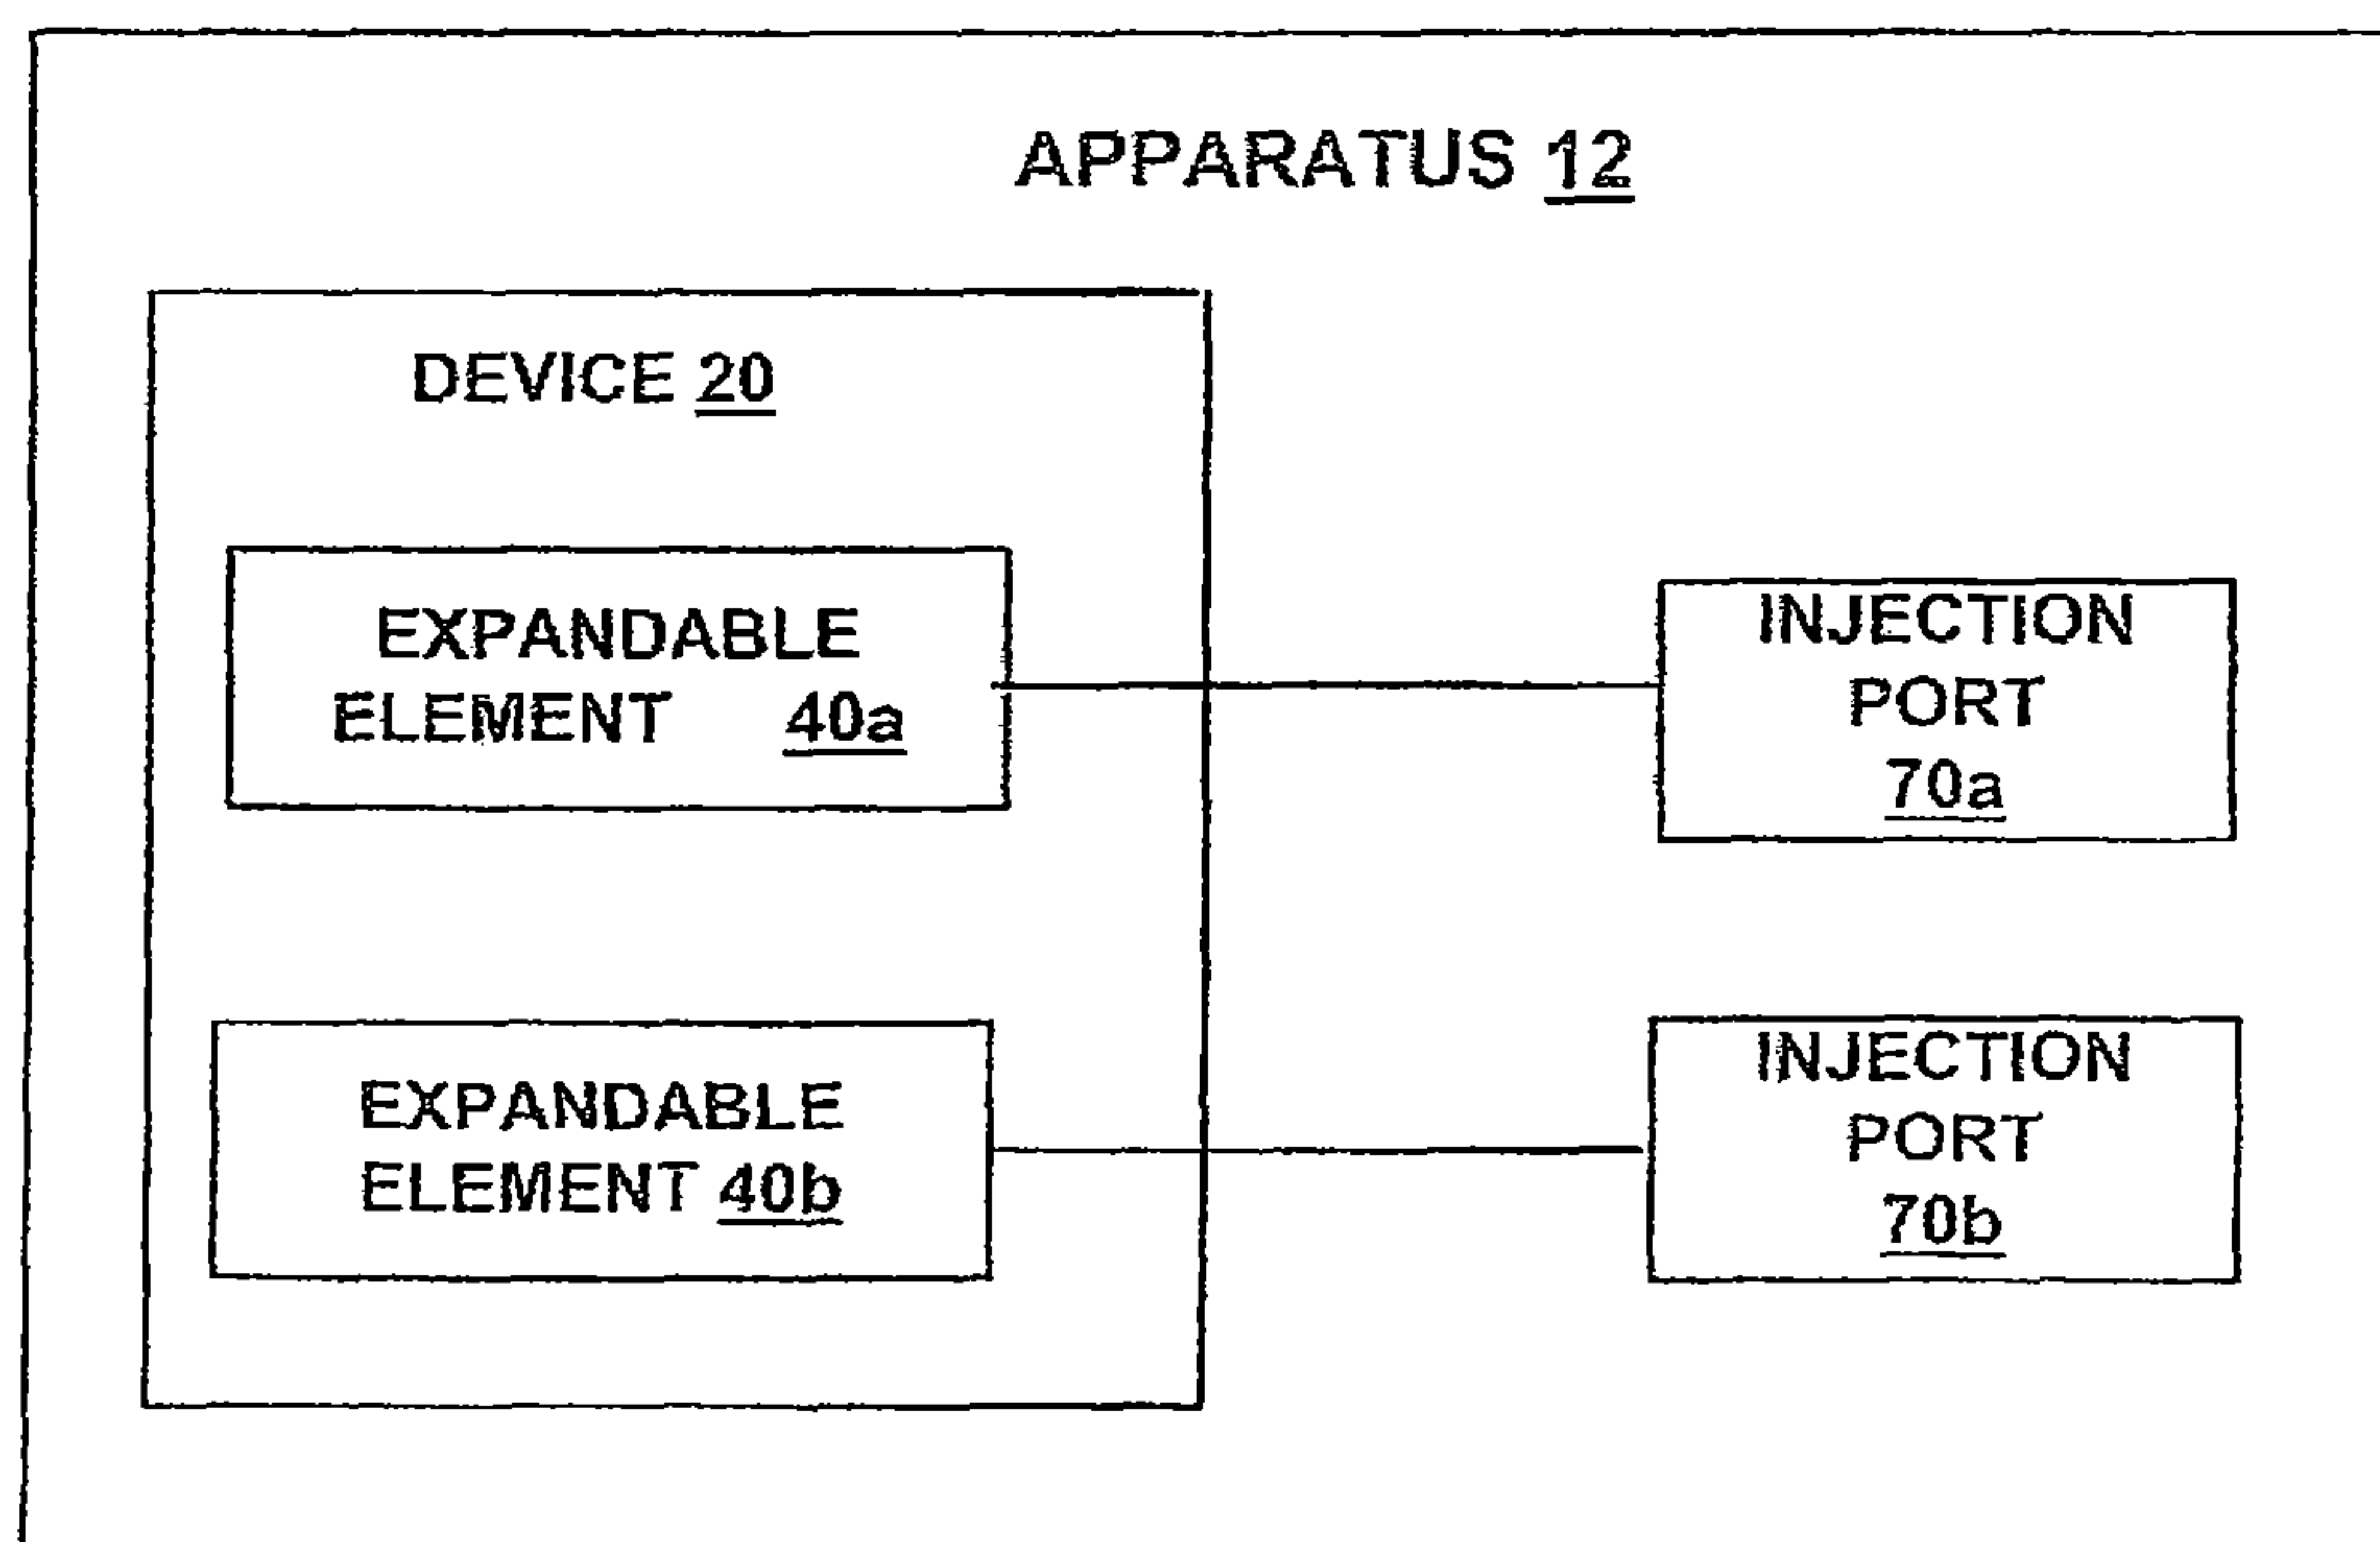 APPARATUS 12
DEVICE 20
EXPANDABLE
ELEMENT 40a
INJECTION
PORT
70a
EXPANDABLE
ELEMENT 40b
INJECTION
PORT
70b